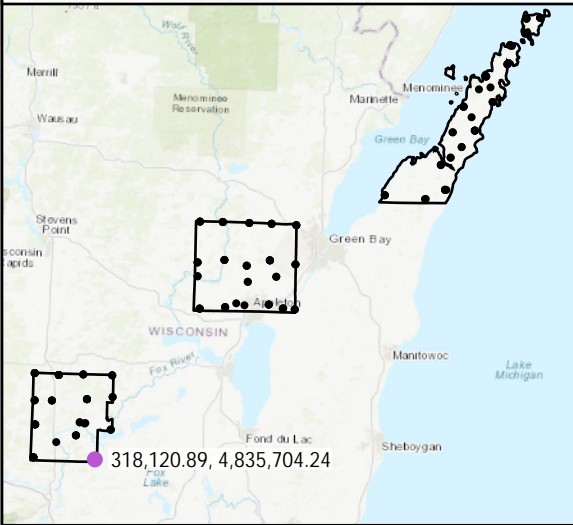 Wolf River
Merrill
Menominee
Reservation
Menominee
Marinette
Wausau
Green Bay
Stevens
Point
sconsin
apids
Green Bay
Appleton
WISCONSIN
Fox River
Manitowoc
Lake
Michigan
Fond du Lac
Sheboygan
318,120.89, 4,835,704.24
Fox
Lake